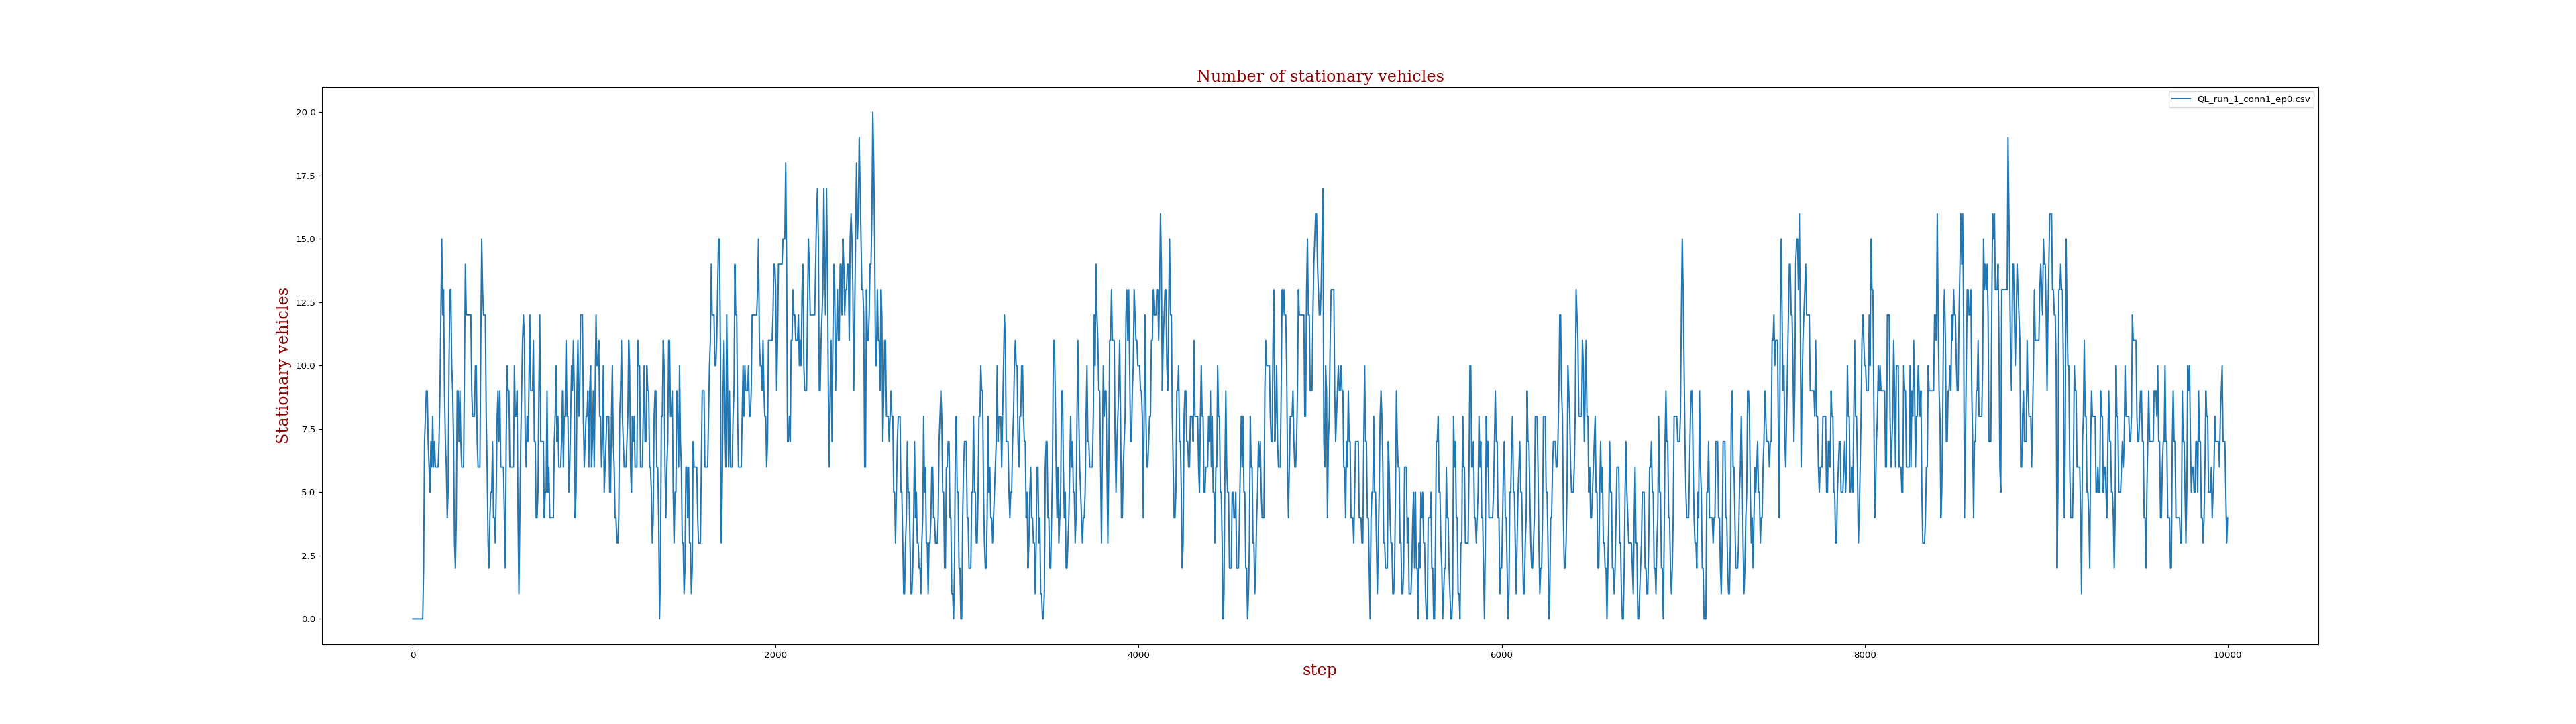 Number of stationary vehicles
QL_run_1_conn1_ep0.csv
Stationary vehicles
20.0
17.5
15.0
12.5
10.0
7.5
5.0
2.5
0.0
0 2000 4000 6000 8000 10000
step